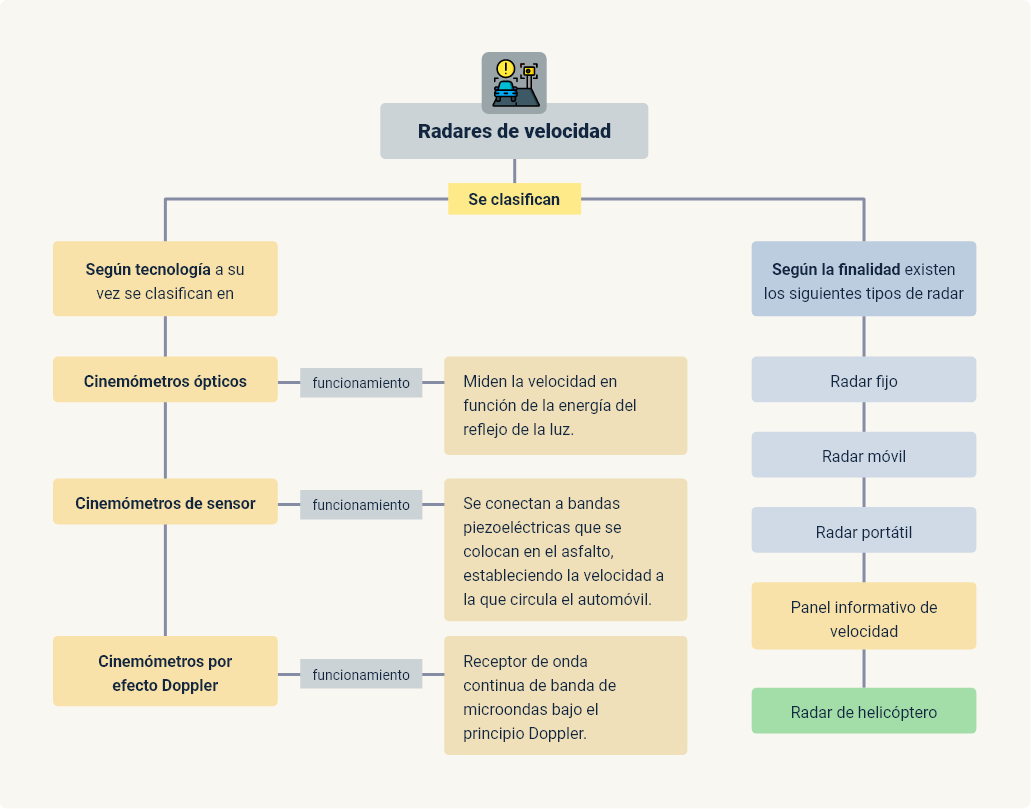 Radares de velocidad
Se clasifican
Según tecnología a su
vez se clasifican en
Cinemómetros ópticos
funcionamiento
Miden la velocidad en
función de la energía del
reflejo de la luz.
Cinemómetros de sensor
funcionamiento
Se conectan a bandas
piezoeléctricas que se
colocan en el asfalto,
estableciendo la velocidad a
la que circula el automóvil.
Cinemómetros por
efecto Doppler
funcionamiento
Receptor de onda
continua de banda de
microondas bajo el
principio Doppler.
Según la finalidad existen
los siguientes tipos de radar
Radar fijo
Radar móvil
Radar portátil
Panel informativo de
velocidad
Radar de helicóptero